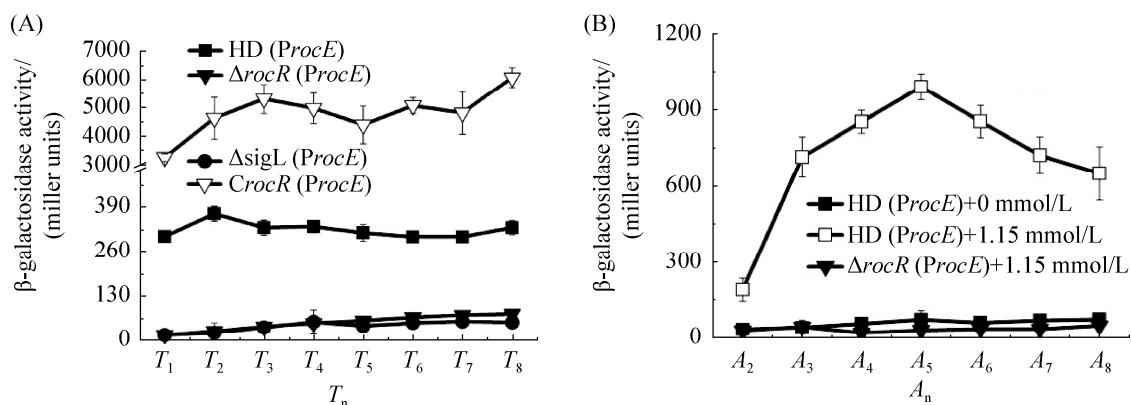 (A)
β-galactosidase activity/
(miller units)
7000
6000
5000
4000
3000
390
260
130
0
HD (ProcE)
ΔrocR (ProcE)
ΔsigL (ProcE)
CrocR (ProcE)
T1 T2 T3 T4 T5 T6 T7 T8
Tn
(B)
β-galactosidase activity/
(miller units)
1200
900
600
300
0
HD (ProcE)+0 mmol/L
HD (ProcE)+1.15 mmol/L
ΔrocR (ProcE)+1.15 mmol/L
A2 A3 A4 A5 A6 A7 A8
An